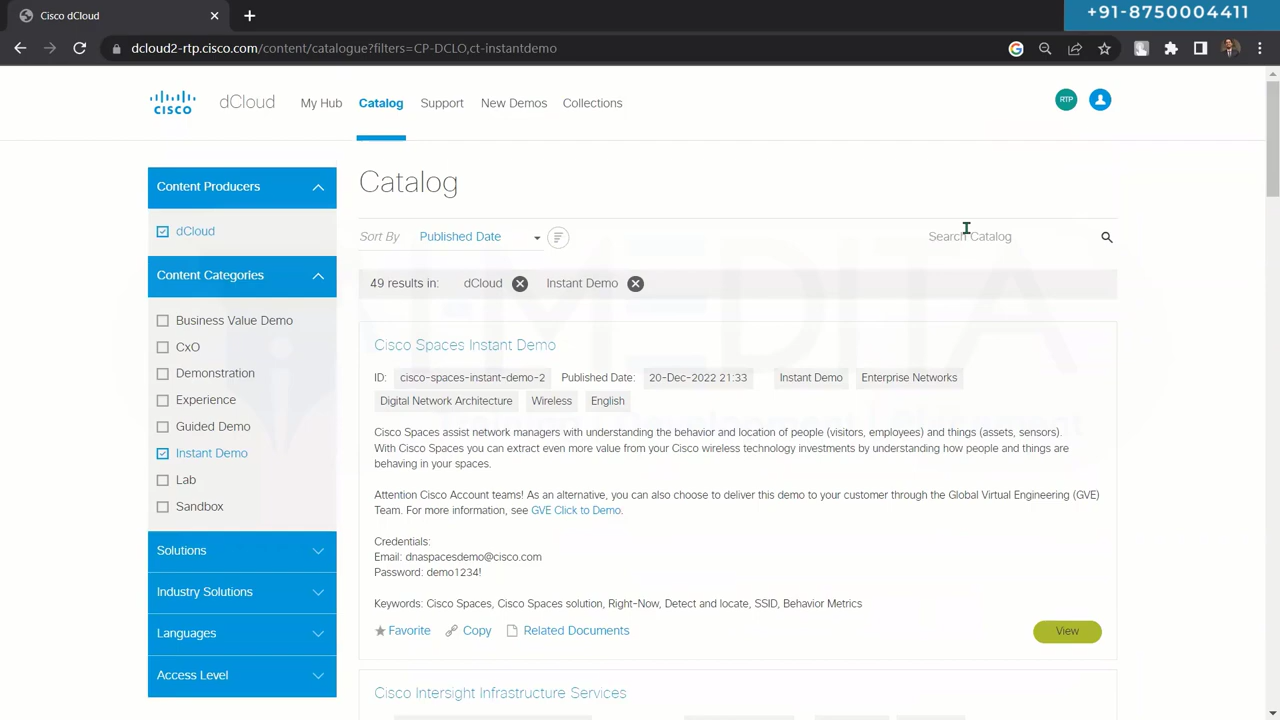 Cisco dCloud
+91-8750004411
dcloud2-rtp.cisco.com/content/catalogue?filters=CP-DCLO,ct-instantdemo
CISCO
dCloud
My Hub
Catalog
Support
New Demos
Collections
RTP
Content Producers
dCloud
Content Categories
Business Value Demo
CxO
Demonstration
Experience
Guided Demo
Instant Demo
Lab
Sandbox
Solutions
Industry Solutions
Languages
Access Level
Catalog
Sort By Published Date
Search Catalog
49 results in: dCloud Instant Demo
Cisco Spaces Instant Demo
ID: cisco-spaces-instant-demo-2 Published Date: 20-Dec-2022 21:33 Instant Demo Enterprise Networks
Digital Network Architecture Wireless English
Cisco Spaces assist network managers with understanding the behavior and location of people (visitors, employees) and things (assets, sensors).
With Cisco Spaces you can extract even more value from your Cisco wireless technology investments by understanding how people and things are
behaving in your spaces.
Attention Cisco Account teams! As an alternative, you can also choose to deliver this demo to your customer through the Global Virtual Engineering (GVE)
Team. For more information, see GVE Click to Demo.
Credentials:
Email: dnaspacesdemo@cisco.com
Password: demo1234!
Keywords: Cisco Spaces, Cisco Spaces solution, Right-Now, Detect and locate, SSID, Behavior Metrics
Favorite Copy Related Documents View
Cisco Intersight Infrastructure Services